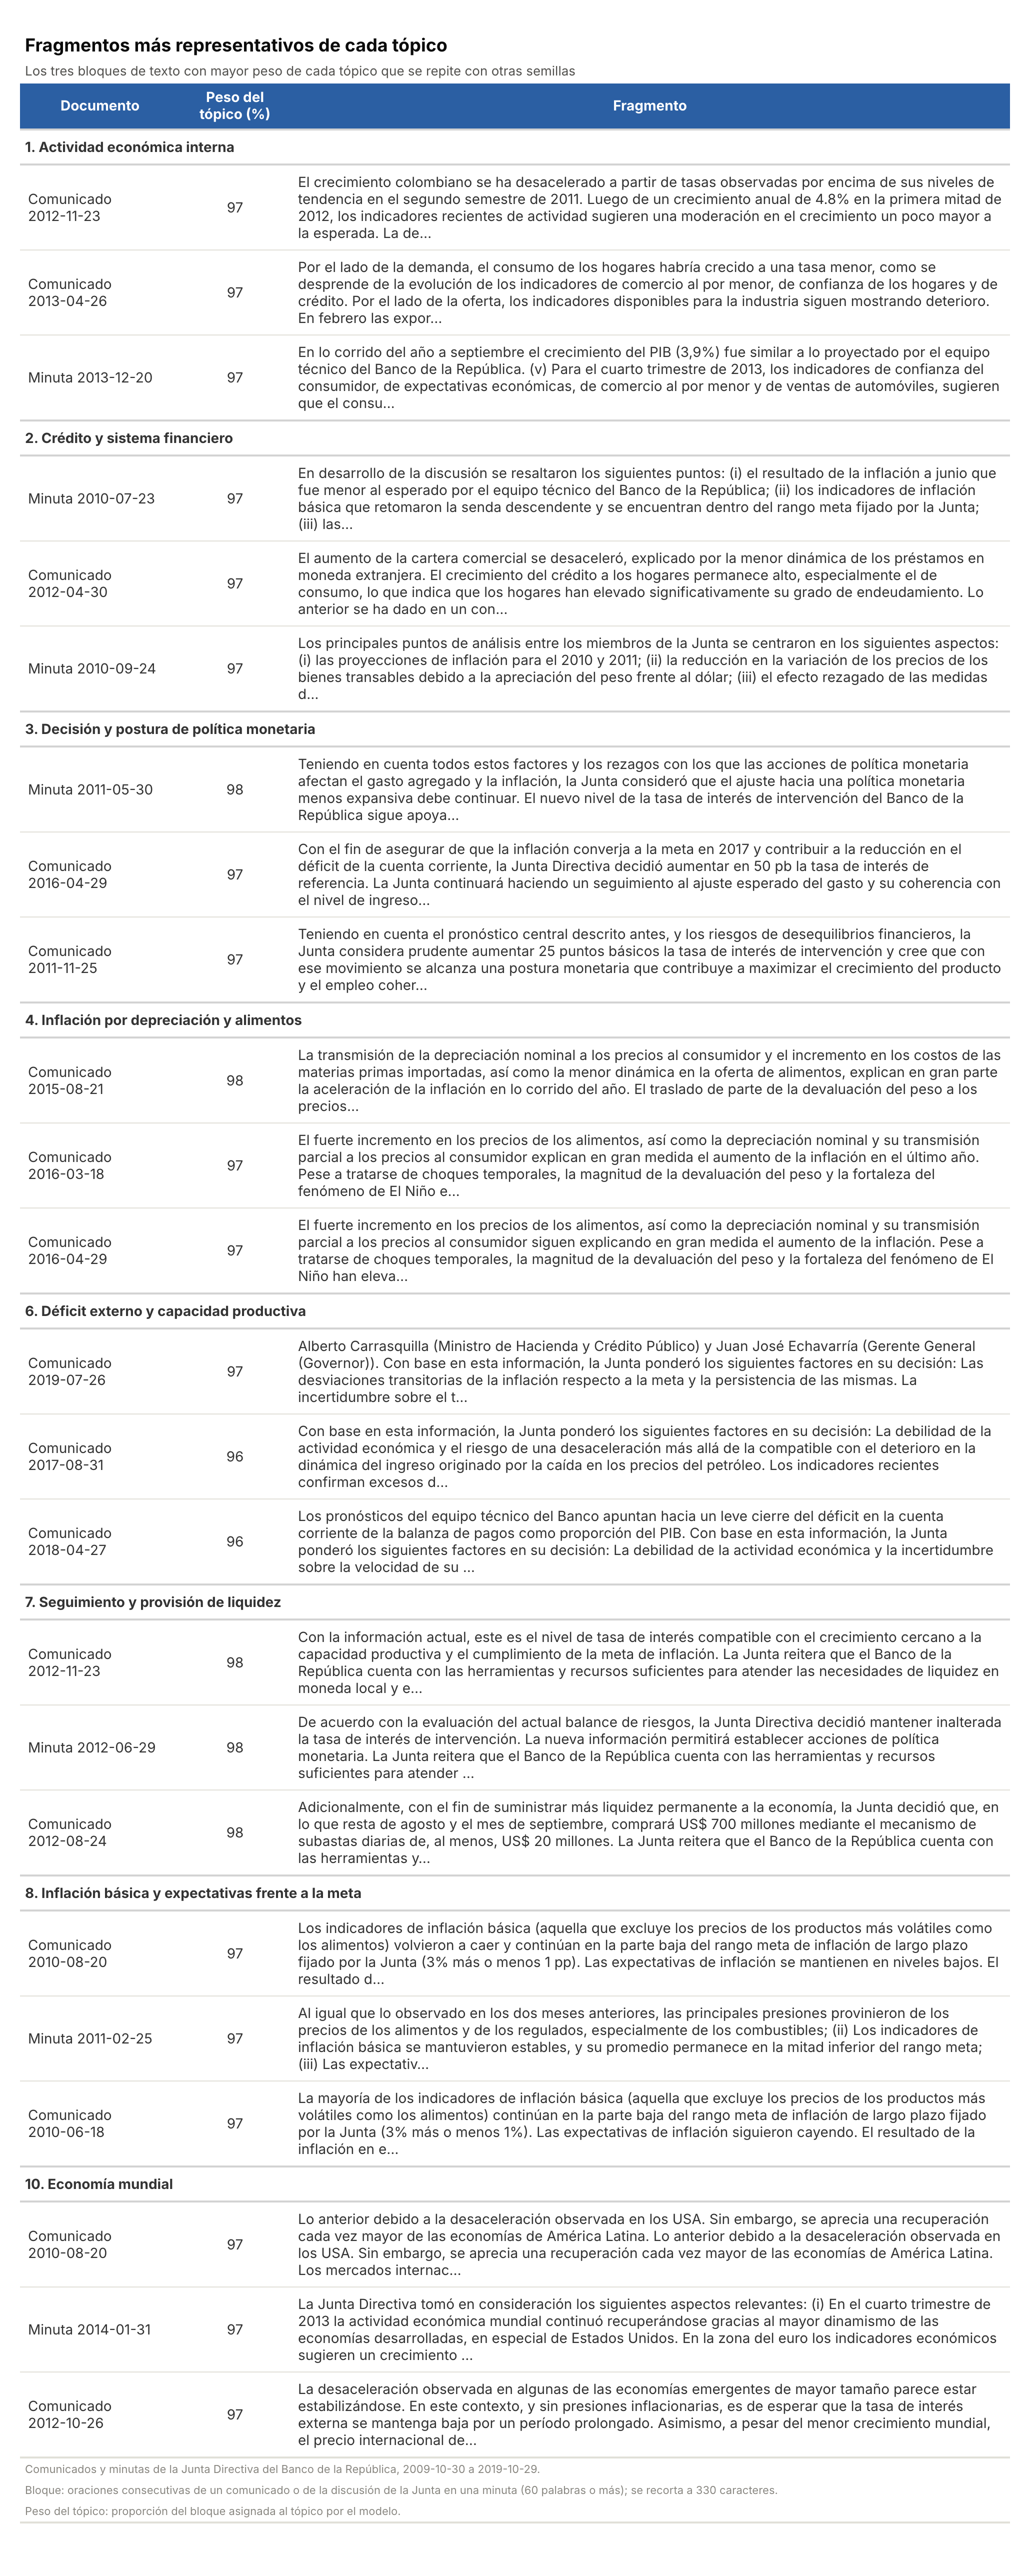 Fragmentos más representativos de cada tópico
Los tres bloques de texto con mayor peso de cada tópico que se repite con otras semillas
Documento
Peso del
tópico (%)
Fragmento
1. Actividad económica interna
Comunicado
2012-11-23
97
El crecimiento colombiano se ha desacelerado a partir de tasas observadas por encima de sus niveles de
tendencia en el segundo semestre de 2011. Luego de un crecimiento anual de 4.8% en la primera mitad de
2012, los indicadores recientes de actividad sugieren una moderación en el crecimiento un poco mayor a
la esperada. La de...
Comunicado
2013-04-26
97
Por el lado de la demanda, el consumo de los hogares habría crecido a una tasa menor, como se
desprende de la evolución de los indicadores de comercio al por menor, de confianza de los hogares y de
crédito. Por el lado de la oferta, los indicadores disponibles para la industria siguen mostrando deterioro.
En febrero las expor...
Minuta 2013-12-20
97
En lo corrido del año a septiembre el crecimiento del PIB (3,9%) fue similar a lo proyectado por el equipo
técnico del Banco de la República. (v) Para el cuarto trimestre de 2013, los indicadores de confianza del
consumidor, de expectativas económicas, de comercio al por menor y de ventas de automóviles, sugieren
que el consu...
2. Crédito y sistema financiero
Minuta 2010-07-23
97
En desarrollo de la discusión se resaltaron los siguientes puntos: (i) el resultado de la inflación a junio que
fue menor al esperado por el equipo técnico del Banco de la República; (ii) los indicadores de inflación
básica que retomaron la senda descendente y se encuentran dentro del rango meta fijado por la Junta;
(iii) las...
Comunicado
2012-04-30
97
El aumento de la cartera comercial se desaceleró, explicado por la menor dinámica de los préstamos en
moneda extranjera. El crecimiento del crédito a los hogares permanece alto, especialmente el de
consumo, lo que indica que los hogares han elevado significativamente su grado de endeudamiento. Lo
anterior se ha dado en un con...
Minuta 2010-09-24
97
Los principales puntos de análisis entre los miembros de la Junta se centraron en los siguientes aspectos:
(i) las proyecciones de inflación para el 2010 y 2011; (ii) la reducción en la variación de los precios de los
bienes transables debido a la apreciación del peso frente al dólar; (iii) el efecto rezagado de las medidas
d...
3. Decisión y postura de política monetaria
Minuta 2011-05-30
98
Teniendo en cuenta todos estos factores y los rezagos con los que las acciones de política monetaria
afectan el gasto agregado y la inflación, la Junta consideró que el ajuste hacia una política monetaria
menos expansiva debe continuar. El nuevo nivel de la tasa de interés de intervención del Banco de la
República sigue apoya...
Comunicado
2016-04-29
97
Con el fin de asegurar de que la inflación converja a la meta en 2017 y contribuir a la reducción en el
déficit de la cuenta corriente, la Junta Directiva decidió aumentar en 50 pb la tasa de interés de
referencia. La Junta continuará haciendo un seguimiento al ajuste esperado del gasto y su coherencia con
el nivel de ingreso...
Comunicado
2011-11-25
97
Teniendo en cuenta el pronóstico central descrito antes, y los riesgos de desequilibrios financieros, la
Junta considera prudente aumentar 25 puntos básicos la tasa de interés de intervención y cree que con
ese movimiento se alcanza una postura monetaria que contribuye a maximizar el crecimiento del producto
y el empleo coher...
4. Inflación por depreciación y alimentos
Comunicado
2015-08-21
98
La transmisión de la depreciación nominal a los precios al consumidor y el incremento en los costos de las
materias primas importadas, así como la menor dinámica en la oferta de alimentos, explican en gran parte
la aceleración de la inflación en lo corrido del año. El traslado de parte de la devaluación del peso a los
precios...
Comunicado
2016-03-18
97
El fuerte incremento en los precios de los alimentos, así como la depreciación nominal y su transmisión
parcial a los precios al consumidor explican en gran medida el aumento de la inflación en el último año.
Pese a tratarse de choques temporales, la magnitud de la devaluación del peso y la fortaleza del
fenómeno de El Niño e...
Comunicado
2016-04-29
97
El fuerte incremento en los precios de los alimentos, así como la depreciación nominal y su transmisión
parcial a los precios al consumidor siguen explicando en gran medida el aumento de la inflación. Pese a
tratarse de choques temporales, la magnitud de la devaluación del peso y la fortaleza del fenómeno de El
Niño han eleva...
6. Déficit externo y capacidad productiva
Comunicado
2019-07-26
97
Alberto Carrasquilla (Ministro de Hacienda y Crédito Público) y Juan José Echavarría (Gerente General
(Governor)). Con base en esta información, la Junta ponderó los siguientes factores en su decisión: Las
desviaciones transitorias de la inflación respecto a la meta y la persistencia de las mismas. La
incertidumbre sobre el t...
Comunicado
2017-08-31
96
Con base en esta información, la Junta ponderó los siguientes factores en su decisión: La debilidad de la
actividad económica y el riesgo de una desaceleración más allá de la compatible con el deterioro en la
dinámica del ingreso originado por la caída en los precios del petróleo. Los indicadores recientes
confirman excesos d...
Comunicado
2018-04-27
96
Los pronósticos del equipo técnico del Banco apuntan hacia un leve cierre del déficit en la cuenta
corriente de la balanza de pagos como proporción del PIB. Con base en esta información, la Junta
ponderó los siguientes factores en su decisión: La debilidad de la actividad económica y la incertidumbre
sobre la velocidad de su ...
7. Seguimiento y provisión de liquidez
Comunicado
2012-11-23
98
Con la información actual, este es el nivel de tasa de interés compatible con el crecimiento cercano a la
capacidad productiva y el cumplimiento de la meta de inflación. La Junta reitera que el Banco de la
República cuenta con las herramientas y recursos suficientes para atender las necesidades de liquidez en
moneda local y e...
Minuta 2012-06-29
98
De acuerdo con la evaluación del actual balance de riesgos, la Junta Directiva decidió mantener inalterada
la tasa de interés de intervención. La nueva información permitirá establecer acciones de política
monetaria. La Junta reitera que el Banco de la República cuenta con las herramientas y recursos
suficientes para atender ...
Comunicado
2012-08-24
98
Adicionalmente, con el fin de suministrar más liquidez permanente a la economía, la Junta decidió que, en
lo que resta de agosto y el mes de septiembre, comprará US$ 700 millones mediante el mecanismo de
subastas diarias de, al menos, US$ 20 millones. La Junta reitera que el Banco de la República cuenta con
las herramientas y...
8. Inflación básica y expectativas frente a la meta
Comunicado
2010-08-20
97
Los indicadores de inflación básica (aquella que excluye los precios de los productos más volátiles como
los alimentos) volvieron a caer y continúan en la parte baja del rango meta de inflación de largo plazo
fijado por la Junta (3% más o menos 1 pp). Las expectativas de inflación se mantienen en niveles bajos. El
resultado d...
Minuta 2011-02-25
97
Al igual que lo observado en los dos meses anteriores, las principales presiones provinieron de los
precios de los alimentos y de los regulados, especialmente de los combustibles; (ii) Los indicadores de
inflación básica se mantuvieron estables, y su promedio permanece en la mitad inferior del rango meta;
(iii) Las expectativ...
Comunicado
2010-06-18
97
La mayoría de los indicadores de inflación básica (aquella que excluye los precios de los productos más
volátiles como los alimentos) continúan en la parte baja del rango meta de inflación de largo plazo fijado
por la Junta (3% más o menos 1%). Las expectativas de inflación siguieron cayendo. El resultado de la
inflación en e...
10. Economía mundial
Comunicado
2010-08-20
97
Lo anterior debido a la desaceleración observada en los USA. Sin embargo, se aprecia una recuperación
cada vez mayor de las economías de América Latina. Lo anterior debido a la desaceleración observada en
los USA. Sin embargo, se aprecia una recuperación cada vez mayor de las economías de América Latina.
Los mercados internac...
Minuta 2014-01-31
97
La Junta Directiva tomó en consideración los siguientes aspectos relevantes: (i) En el cuarto trimestre de
2013 la actividad económica mundial continuó recuperándose gracias al mayor dinamismo de las
economías desarrolladas, en especial de Estados Unidos. En la zona del euro los indicadores económicos
sugieren un crecimiento ...
Comunicado
2012-10-26
97
La desaceleración observada en algunas de las economías emergentes de mayor tamaño parece estar
estabilizándose. En este contexto, y sin presiones inflacionarias, es de esperar que la tasa de interés
externa se mantenga baja por un período prolongado. Asimismo, a pesar del menor crecimiento mundial,
el precio internacional de...
Comunicados y minutas de la Junta Directiva del Banco de la República, 2009-10-30 a 2019-10-29.
Bloque: oraciones consecutivas de un comunicado o de la discusión de la Junta en una minuta (60 palabras o más); se recorta a 330 caracteres.
Peso del tópico: proporción del bloque asignada al tópico por el modelo.